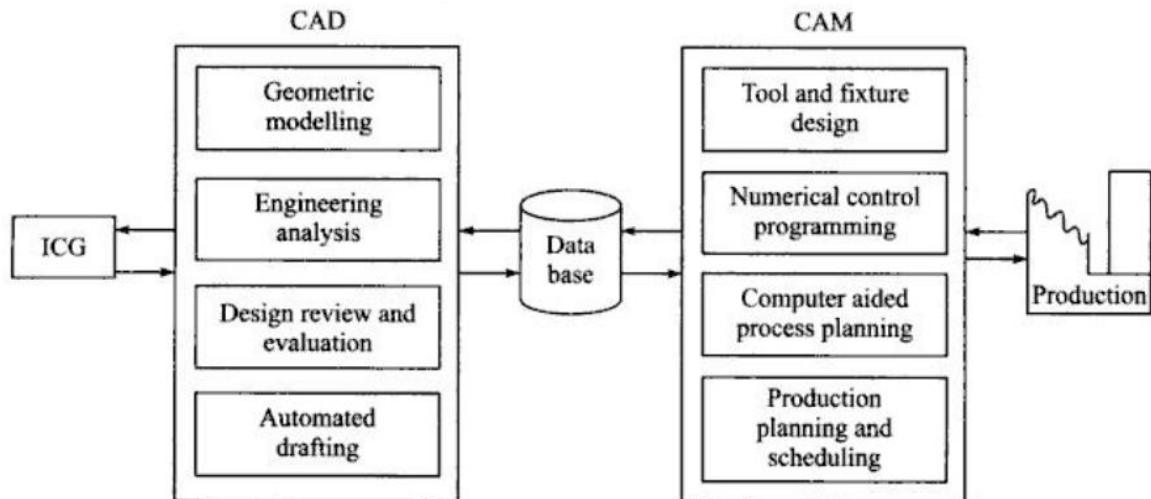 CAD
CAM
Geometric
modelling
Engineering
analysis
Design review and
evaluation
Automated
drafting
ICG
Data
base
Tool and fixture
design
Numerical control
programming
Computer aided
process planning
Production
planning and
scheduling
Production